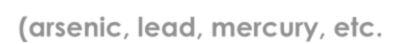 (arsenic, lead, mercury, etc.